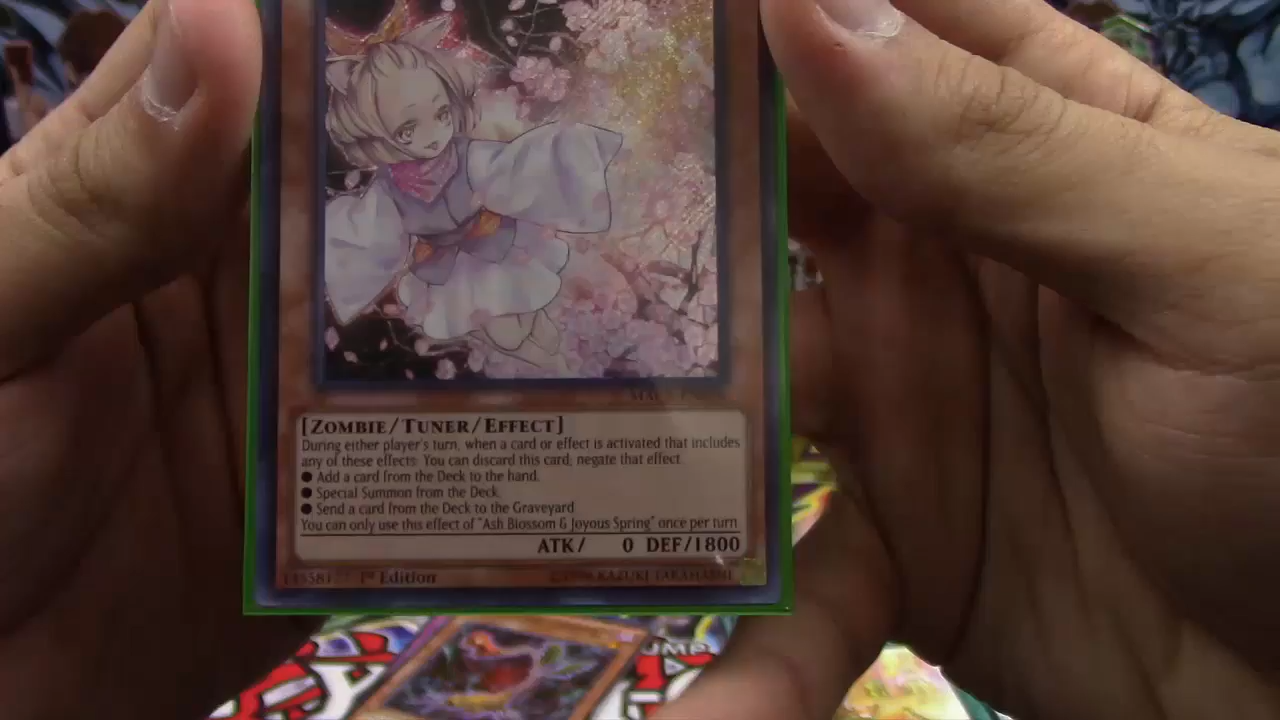 [ZOMBIE/TUNER/EFFECT]
During either player's turn, when a card or effect is activated that includes
any of these effects: You can discard this card; negate that effect.
● Add a card from the Deck to the hand.
● Special Summon from the Deck.
● Send a card from the Deck to the Graveyard
You can only use this effect of "Ash Blossom & Joyous Spring" once per turn
ATK/ 0 DEF/1800
1st Edition
KAZUKI TAKAHASHI